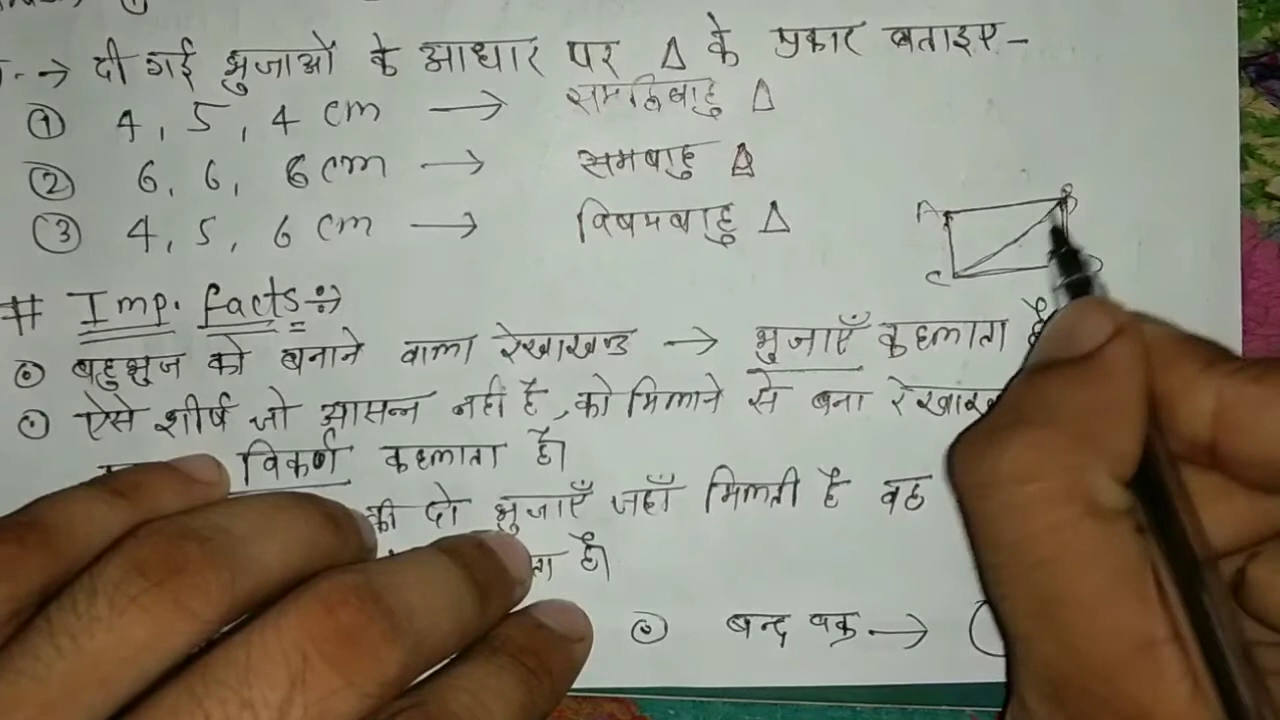 → दी गई भुजाओं के आधार पर Δ के प्रकार बताइए -
① 4, 5, 4 cm → समद्विबाहु Δ
② 6, 6, 6 cm → समबाहु Δ
③ 4, 5, 6 cm → विषमबाहु Δ
A B
C D
# Imp. facts :→
बहुभुज को बनाने वाला रेखाखण्ड → भुजाएँ कहलाता है
ऐसे शीर्ष जो आसन्न नहीं है, को मिलाने से बना
विकर्ण कहलाता है।
की दो भुजाएँ जहाँ मिलती है वह
है।
बन्द वक्र →